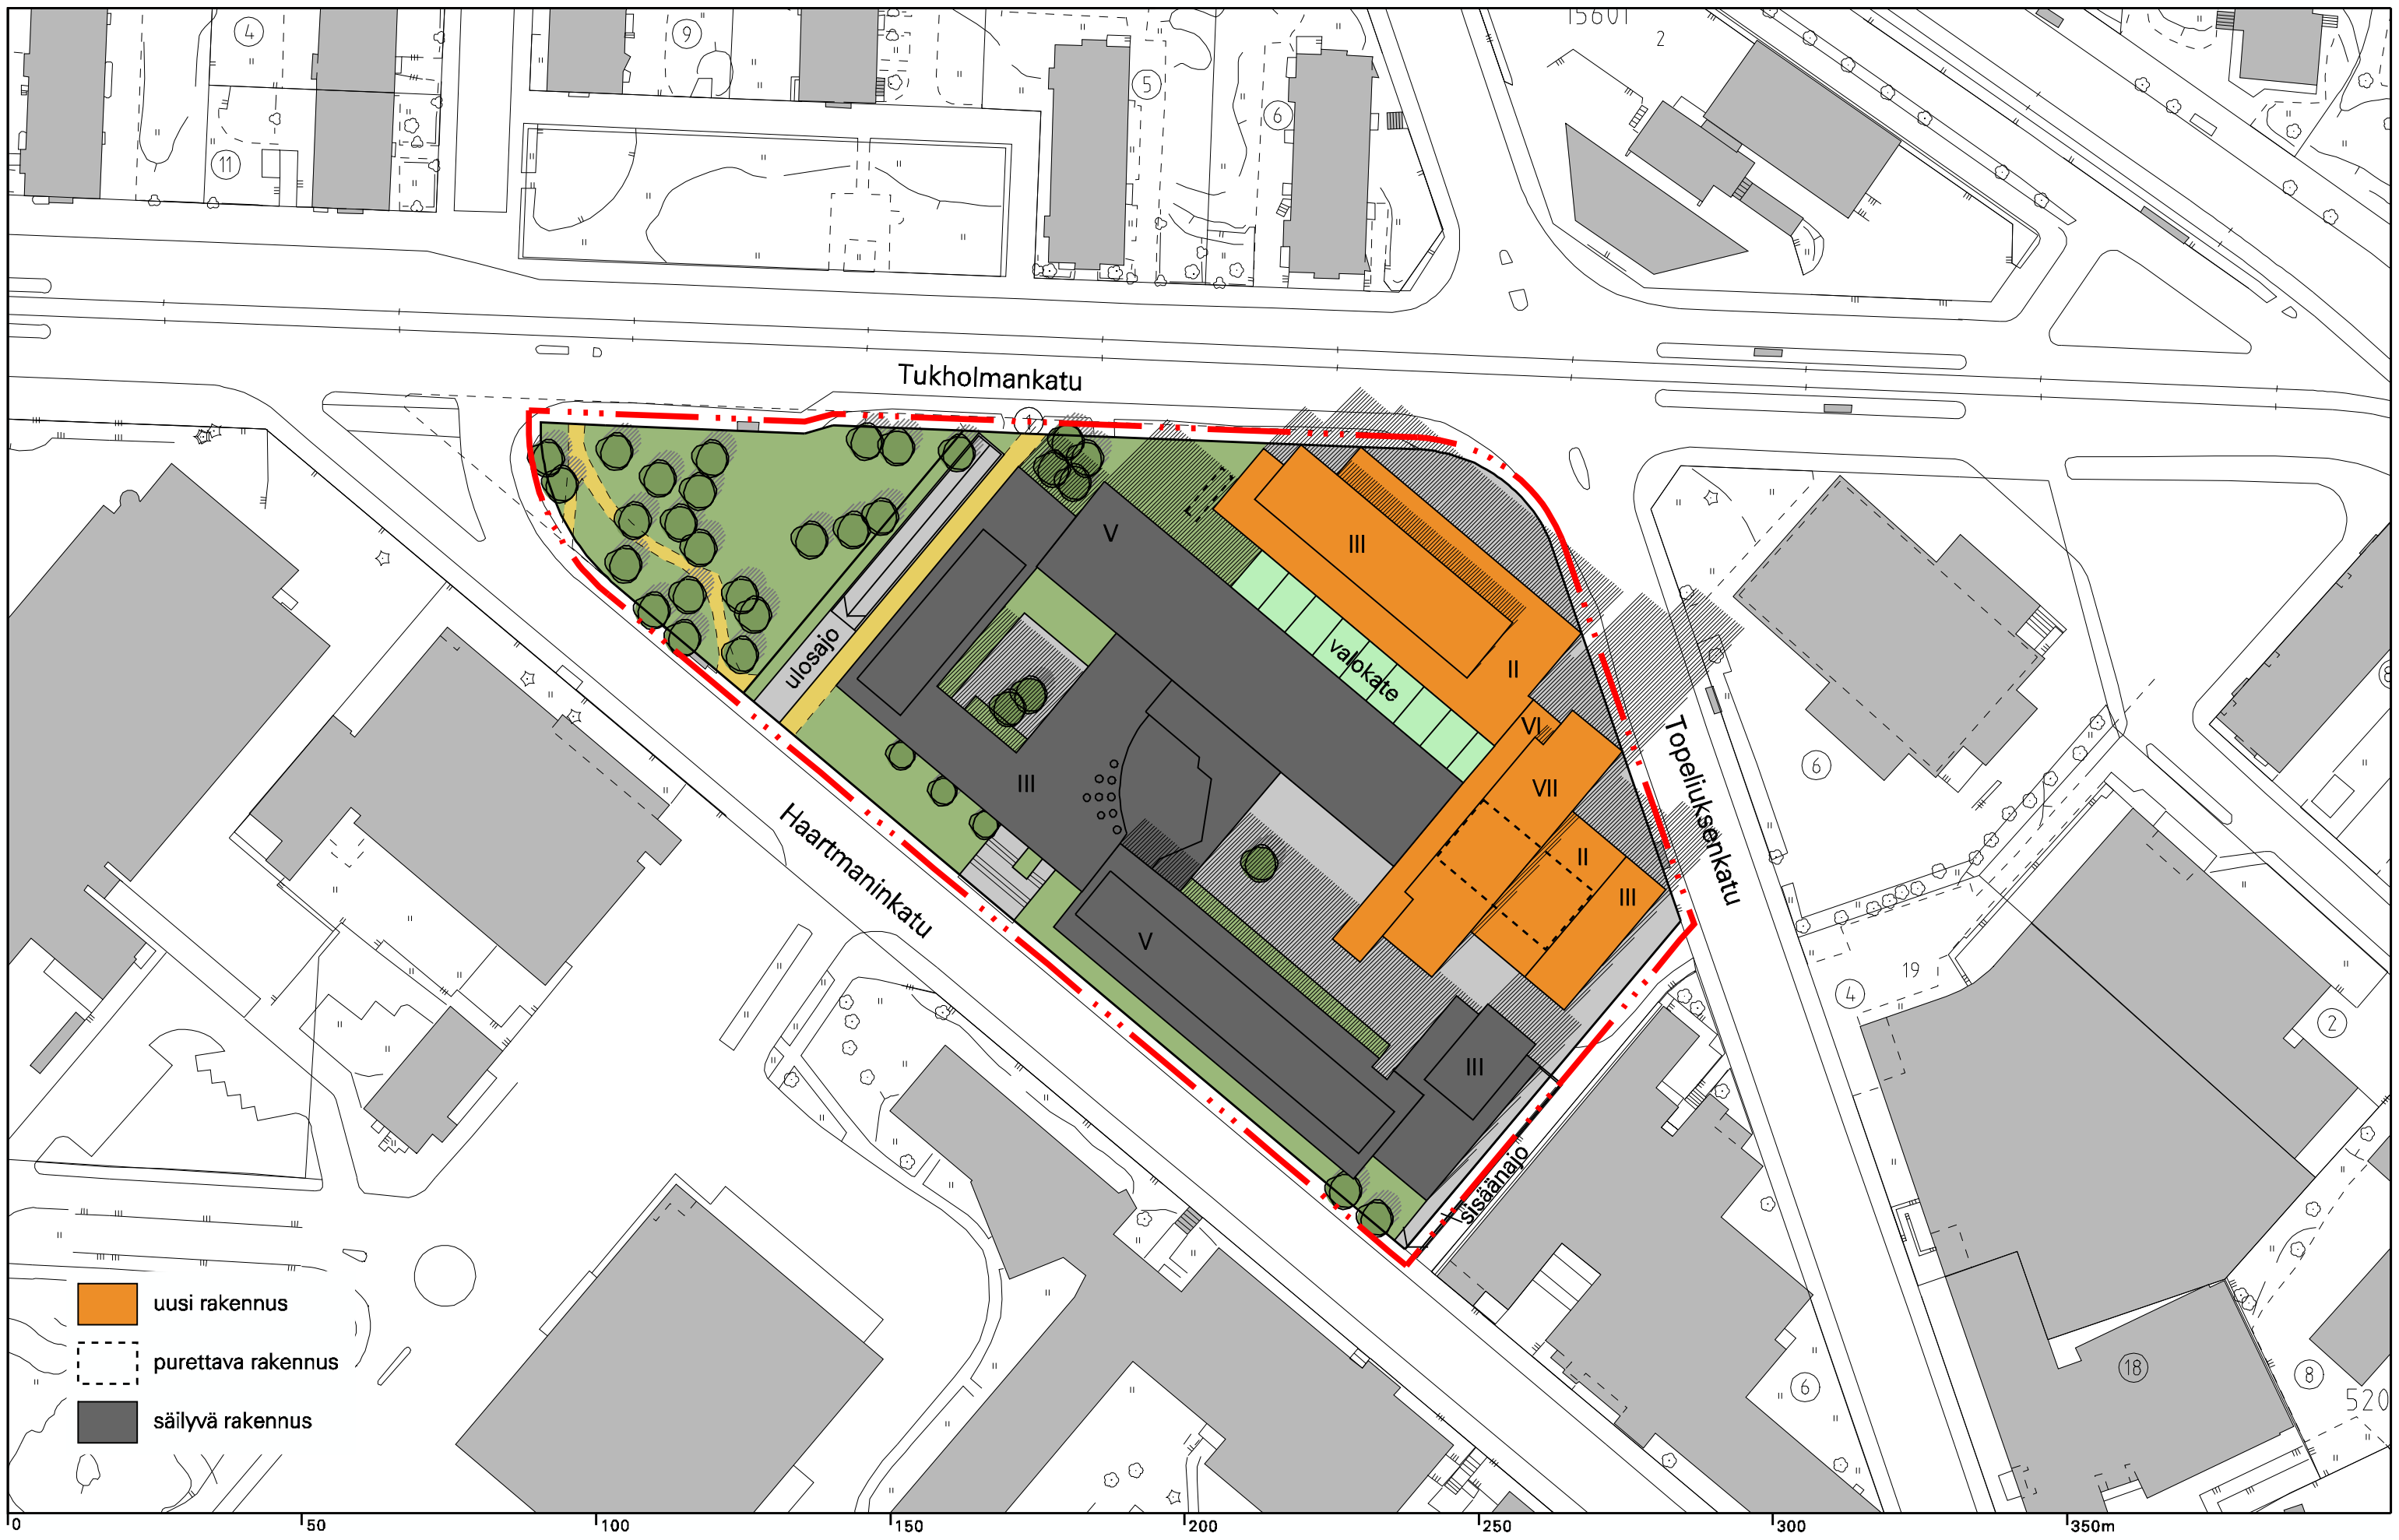 4
9
15601
2
5
6
11
Tukholmankatu
1
V
III
valokate
II
ulosajo
VI
VII
Topeliuksenkatu
6
III
II
III
Haartmaninkatu
V
19
4
2
III
sisäänajo
uusi rakennus
purettava rakennus
säilyvä rakennus
18
8
6
520
0
50
100
150
200
250
300
350m